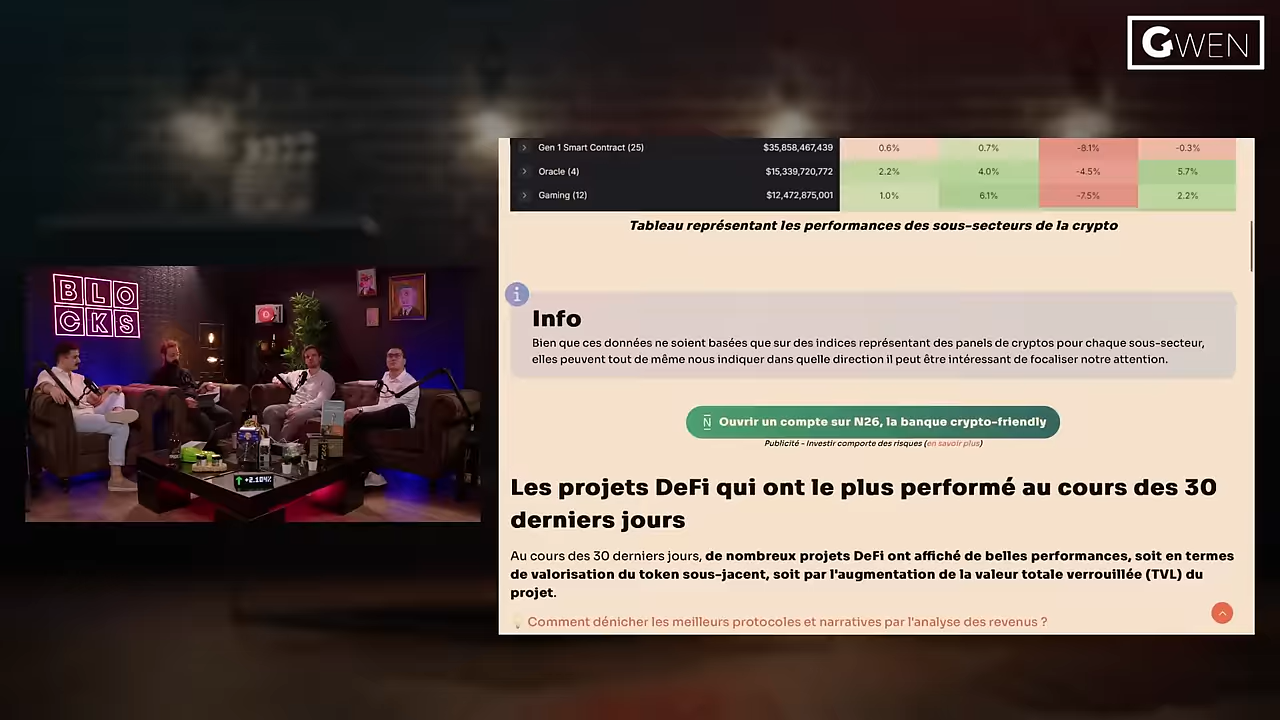 GWEN
Gen 1 Smart Contract (25) $35,858,467,439 0.6% 0.7% -8.1% -0.3%
Oracle (4) $15,339,720,772 2.2% 4.0% -4.5% 5.7%
Gaming (12) $12,472,875,001 1.0% 6.1% -7.5% 2.2%
Tableau représentant les performances des sous-secteurs de la crypto
i
Info
Bien que ces données ne soient basées que sur des indices représentant des panels de cryptos pour chaque sous-secteur,
elles peuvent tout de même nous indiquer dans quelle direction il peut être intéressant de focaliser notre attention.
N Ouvrir un compte sur N26, la banque crypto-friendly
Publicité - Investir comporte des risques (en savoir plus)
Les projets DeFi qui ont le plus performé au cours des 30
derniers jours
Au cours des 30 derniers jours, de nombreux projets DeFi ont affiché de belles performances, soit en termes
de valorisation du token sous-jacent, soit par l'augmentation de la valeur totale verrouillée (TVL) du
projet.
Comment dénicher les meilleurs protocoles et narratives par l'analyse des revenus ?
BLO
CKS
+2.104%